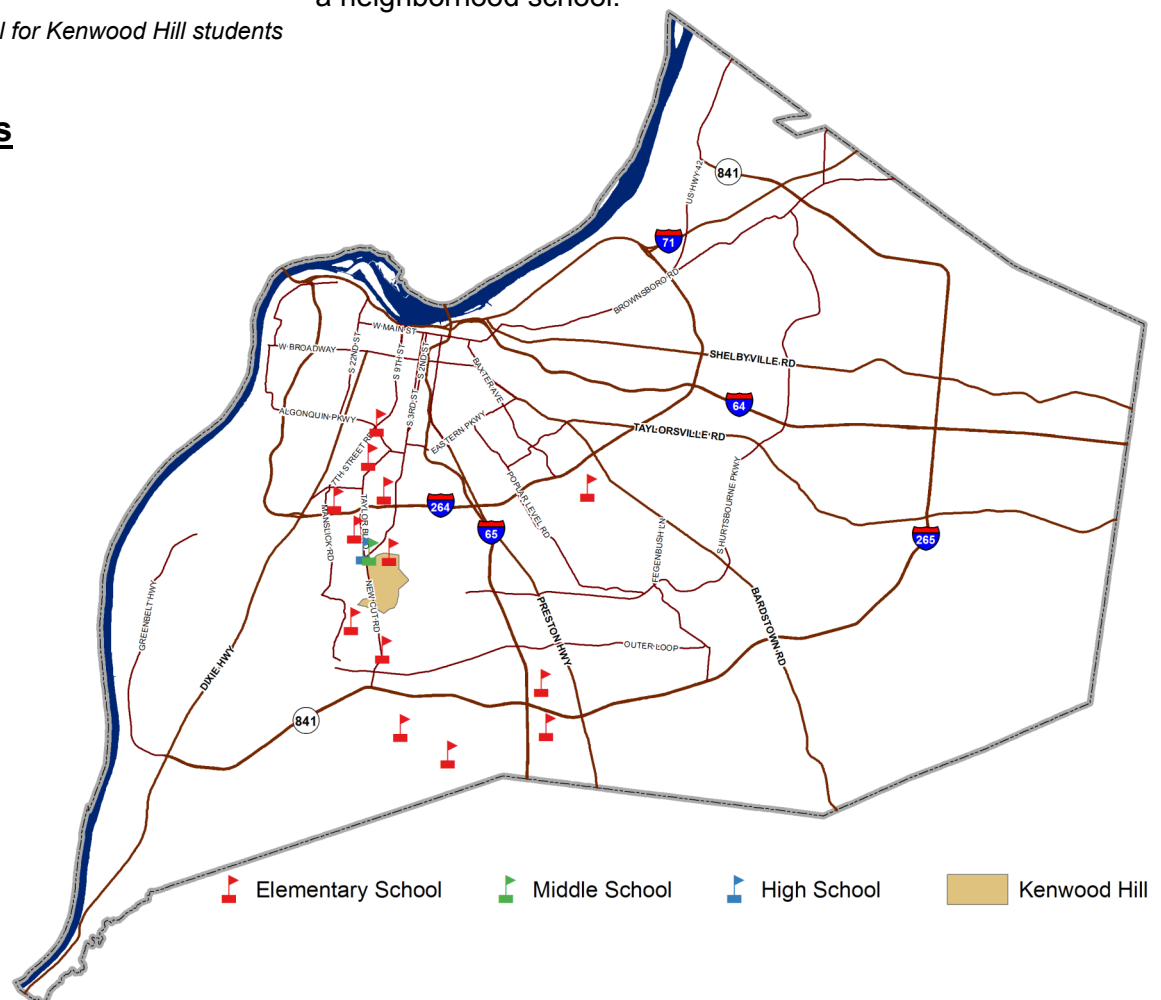 a neighborhood school.
l for Kenwood Hill students
s
841
US HWY 42
71
BROWNSBORO RD
W MAIN ST
W BROADWAY
S 22ND ST
S 9TH ST
S 2ND ST
S 3RD ST
BAXTER AVE
SHELBYVILLE RD
64
ALGONQUIN PKWY
EASTERN PKWY
TAYLORSVILLE RD
7TH STREET RD
POPLAR LEVEL RD
S HURTSBOURNE PKWY
264
65
265
MANSLICK RD
TAYLOR BLVD
FEGENBUSH LN
NEW CUT RD
GREENBELT HWY
PRESTON HWY
BARDSTOWN RD
OUTER LOOP
DIXIE HWY
841
Elementary School
Middle School
High School
Kenwood Hill